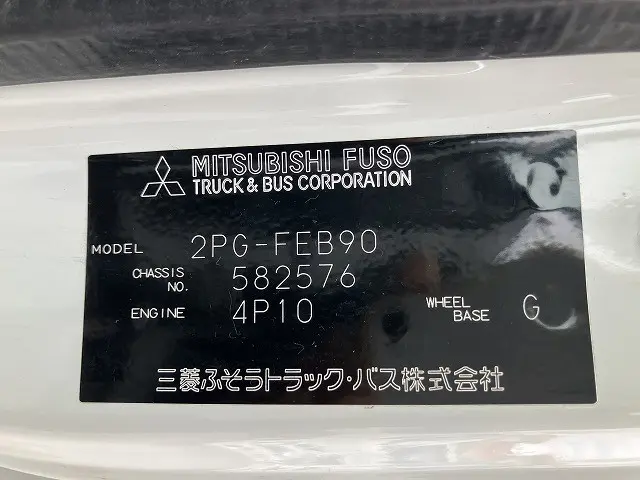 MITSUBISHI FUSO
TRUCK & BUS CORPORATION
MODEL 2PG-FEB90
CHASSIS NO. 582576
ENGINE 4P10 WHEEL BASE G
三菱ふそうトラック・バス株式会社